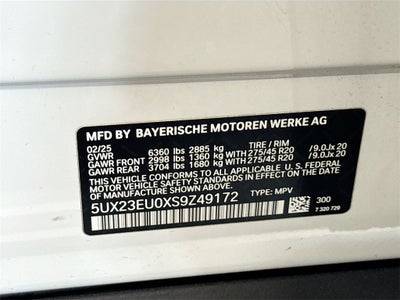 MFD BY BAYERISCHE MOTOREN WERKE AG
02/25 TIRE / RIM
GVWR 6360 lbs 2885 kg
GAWR FRONT 2998 lbs 1360 kg WITH 275/45 R20 /9.0Jx 20
GAWR REAR 3704 lbs 1680 kg WITH 275/45 R20 /9.0Jx 20
THIS VEHICLE CONFORMS TO ALL APPLICABLE U.S. FEDERAL
MOTOR VEHICLE SAFETY STANDARDS IN EFFECT ON THE DATE
OF MANUFACTURE SHOWN ABOVE.
5UX23EU0XS9Z49172 TYPE: MPV
300
7 320 729